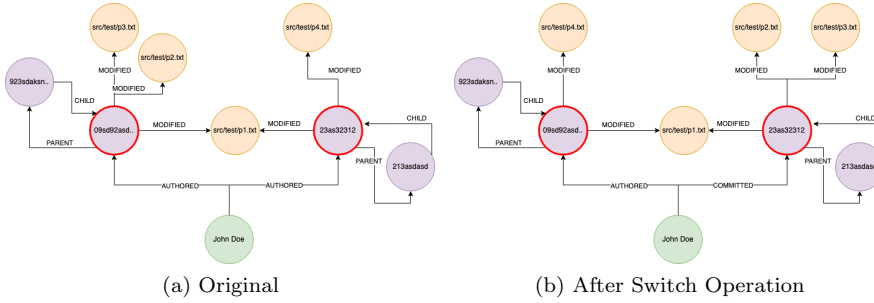 src/test/p3.txt
src/test/p4.txt
src/test/p2.txt
MODIFIED
MODIFIED
MODIFIED
923sdaksn..
CHILD
09sd92asd..
MODIFIED
src/test/p1.txt
MODIFIED
23as32312
CHILD
PARENT
PARENT
213asdasd
AUTHORED
AUTHORED
John Doe
(a) Original
src/test/p4.txt
src/test/p2.txt
src/test/p3.txt
MODIFIED
MODIFIED
MODIFIED
923sdaksn..
CHILD
09sd92asd..
MODIFIED
src/test/p1.txt
MODIFIED
23as32312
CHILD
PARENT
PARENT
213asdasd
AUTHORED
COMMITTED
John Doe
(b) After Switch Operation